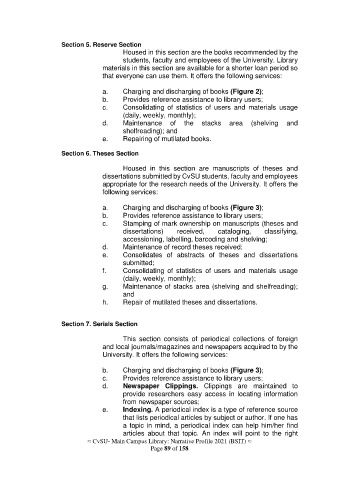 Section 5. Reserve Section
Housed in this section are the books recommended by the
students, faculty and employees of the University. Library
materials in this section are available for a shorter loan period so
that everyone can use them. It offers the following services:
a. Charging and discharging of books (Figure 2);
b. Provides reference assistance to library users;
c. Consolidating of statistics of users and materials usage
(daily, weekly, monthly);
d. Maintenance of the stacks area (shelving and
shelfreading); and
e. Repairing of mutilated books.
Section 6. Theses Section
Housed in this section are manuscripts of theses and
dissertations submitted by CvSU students, faculty and employees
appropriate for the research needs of the University. It offers the
following services:
a. Charging and discharging of books (Figure 3);
b. Provides reference assistance to library users;
c. Stamping of mark ownership on manuscripts (theses and
dissertations) received, cataloging, classifying,
accessioning, labelling, barcoding and shelving;
d. Maintenance of record theses received;
e. Consolidates of abstracts of theses and dissertations
submitted;
f. Consolidating of statistics of users and materials usage
(daily, weekly, monthly);
g. Maintenance of stacks area (shelving and shelfreading);
and
h. Repair of mutilated theses and dissertations.
Section 7. Serials Section
This section consists of periodical collections of foreign
and local journals/magazines and newspapers acquired to by the
University. It offers the following services:
b. Charging and discharging of books (Figure 3);
c. Provides reference assistance to library users;
d. Newspaper Clippings. Clippings are maintained to
provide researchers easy access in locating information
from newspaper sources;
e. Indexing. A periodical index is a type of reference source
that lists periodical articles by subject or author. If one has
a topic in mind, a periodical index can help him/her find
articles about that topic. An index will point to the right
≈ CvSU- Main Campus Library: Narrative Profile 2021 (BSIT) ≈
Page 89 of 158